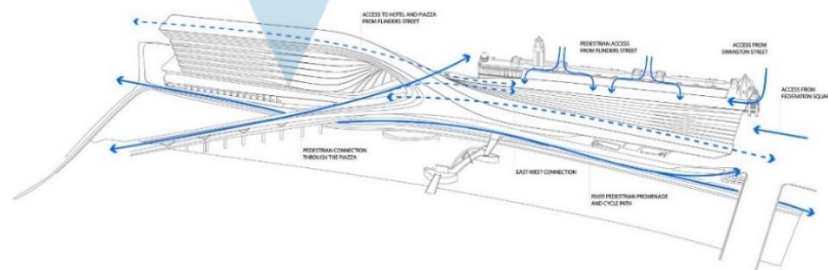 ACCESS TO HOTEL AND PIAZZA
FROM FLINDERS STREET
PEDESTRIAN ACCESS
FROM FLINDERS STREET
ACCESS FROM
SWANSTON STREET
ACCESS FROM
FEDERATION SQUARE
PEDESTRIAN CONNECTION
THROUGH THE PIAZZA
EAST-WEST CONNECTION
RIVER PEDESTRIAN PROMENADE
AND CYCLE PATH